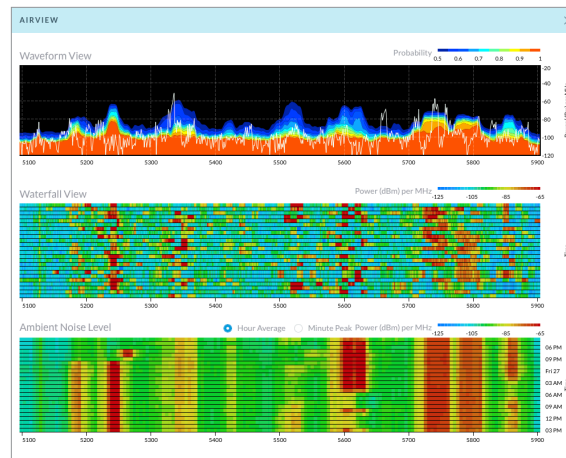 AIRVIEW
Waveform View
Probability
0.5 0.6 0.7 0.8 0.9 1
-20
-40
-60
-80
-100
-120
5100 5200 5300 5400 5500 5600 5700 5800 5900
Waterfall View
Power (dBm) per MHz
-125 -105 -85 -65
5100 5200 5300 5400 5500 5600 5700 5800 5900
Ambient Noise Level
Hour Average
Minute Peak
Power (dBm) per MHz
-125 -105 -85 -65
06 PM
09 PM
Fri 27
03 AM
06 AM
09 AM
12 PM
03 PM
5100 5200 5300 5400 5500 5600 5700 5800 5900